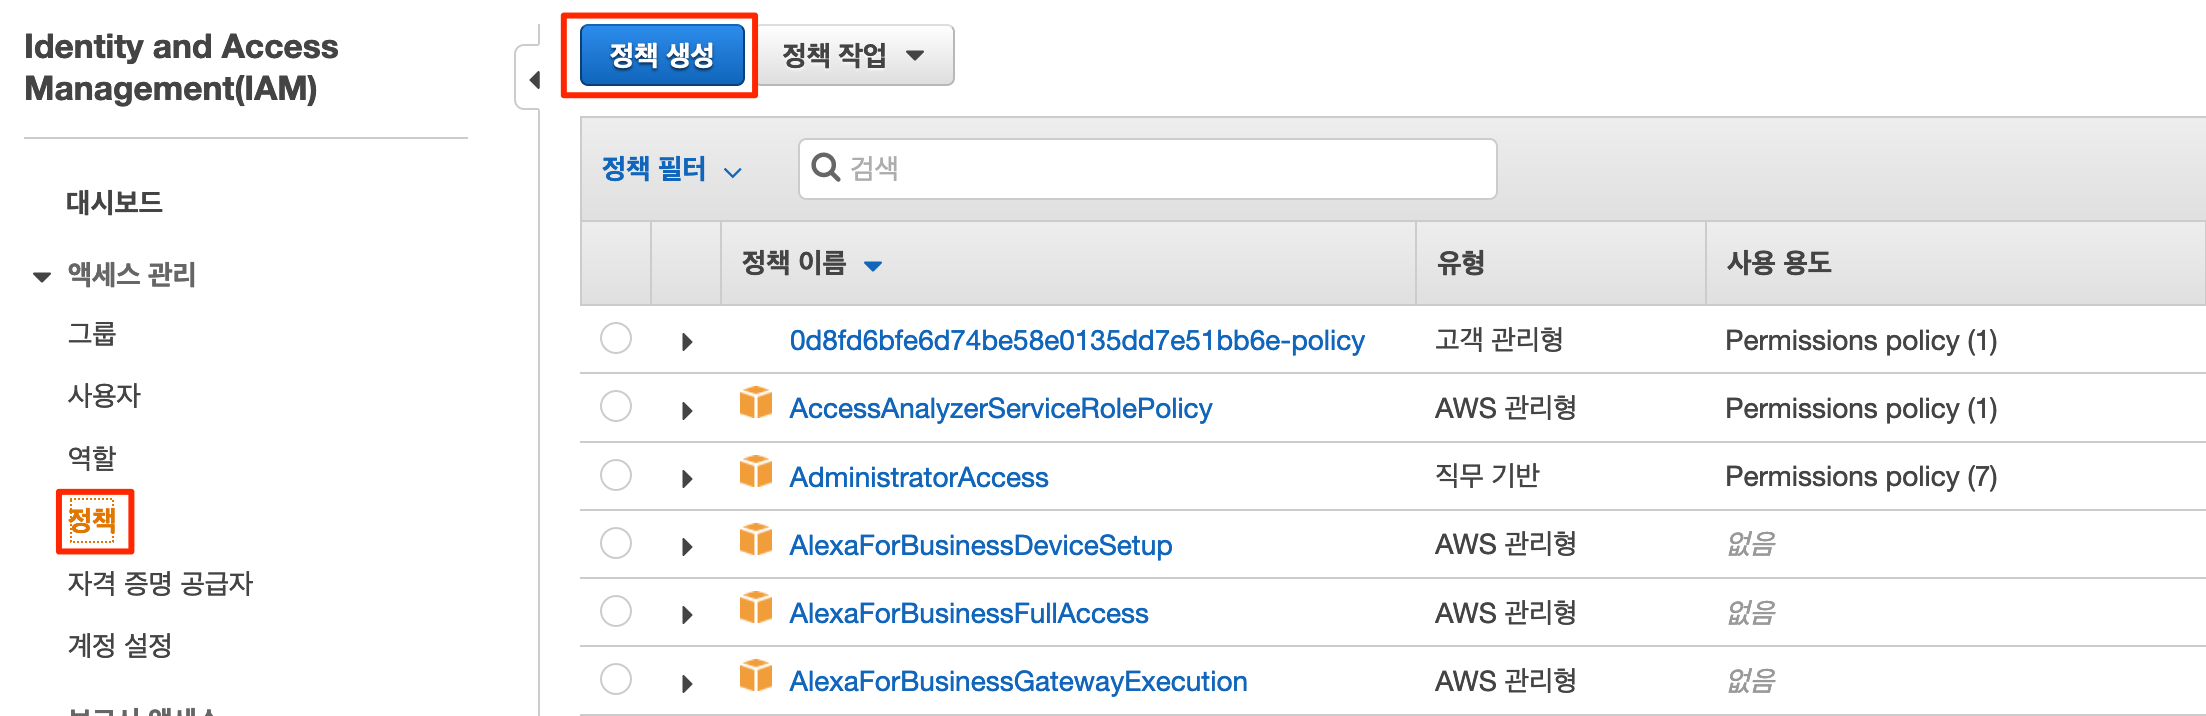 Identity and Access
Management(IAM)
대시보드
액세스 관리
그룹
사용자
역할
정책
자격 증명 공급자
계정 설정
정책 생성 정책 작업
정책 필터 검색
정책 이름 유형 사용 용도
0d8fd6bfe6d74be58e0135dd7e51bb6e-policy 고객 관리형 Permissions policy (1)
AccessAnalyzerServiceRolePolicy AWS 관리형 Permissions policy (1)
AdministratorAccess 직무 기반 Permissions policy (7)
AlexaForBusinessDeviceSetup AWS 관리형 없음
AlexaForBusinessFullAccess AWS 관리형 없음
AlexaForBusinessGatewayExecution AWS 관리형 없음